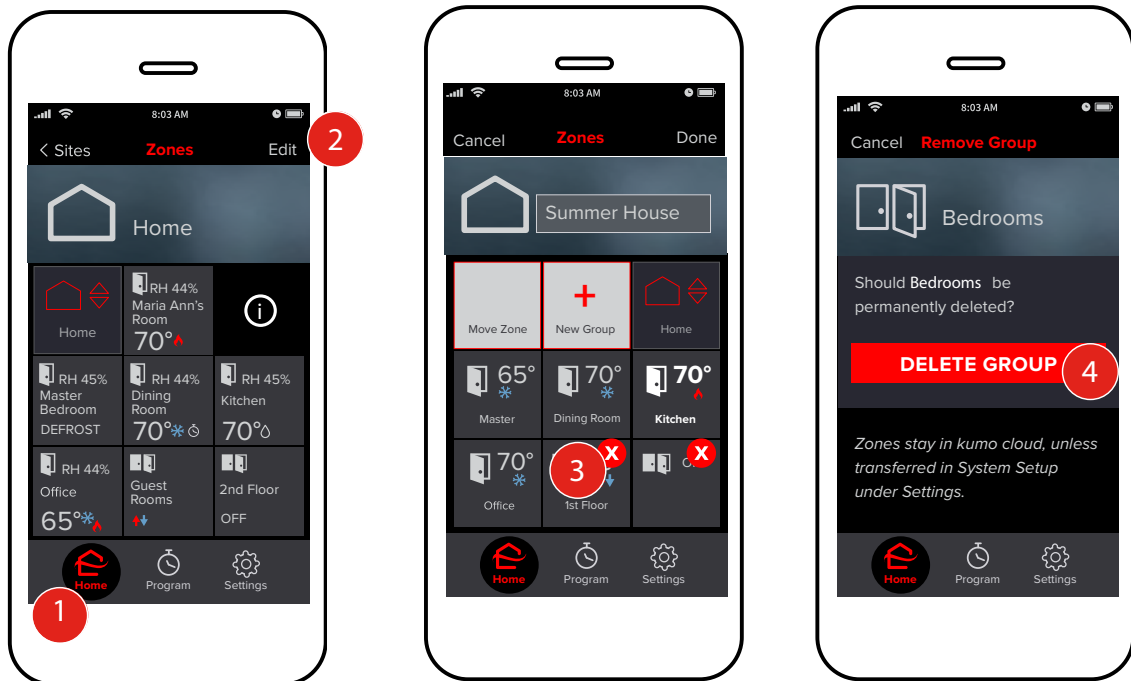 8:03 AM
< Sites
Zones
Edit
2
Home
Home
RH 44%
Maria Ann's
Room
70°
i
RH 45%
Master
Bedroom
DEFROST
RH 44%
Dining
Room
70°
RH 45%
Kitchen
70°
RH 44%
Office
65°
Guest
Rooms
2nd Floor
OFF
Home
Program
Settings
1
8:03 AM
Cancel
Zones
Done
Summer House
Move Zone
+
New Group
Home
65°
Master
70°
Dining Room
70°
Kitchen
70°
Office
3
X
1st Floor
X
Home
Program
Settings
8:03 AM
Cancel
Remove Group
Bedrooms
Should Bedrooms be
permanently deleted?
DELETE GROUP
4
Zones stay in kumo cloud, unless
transferred in System Setup
under Settings.
Home
Program
Settings